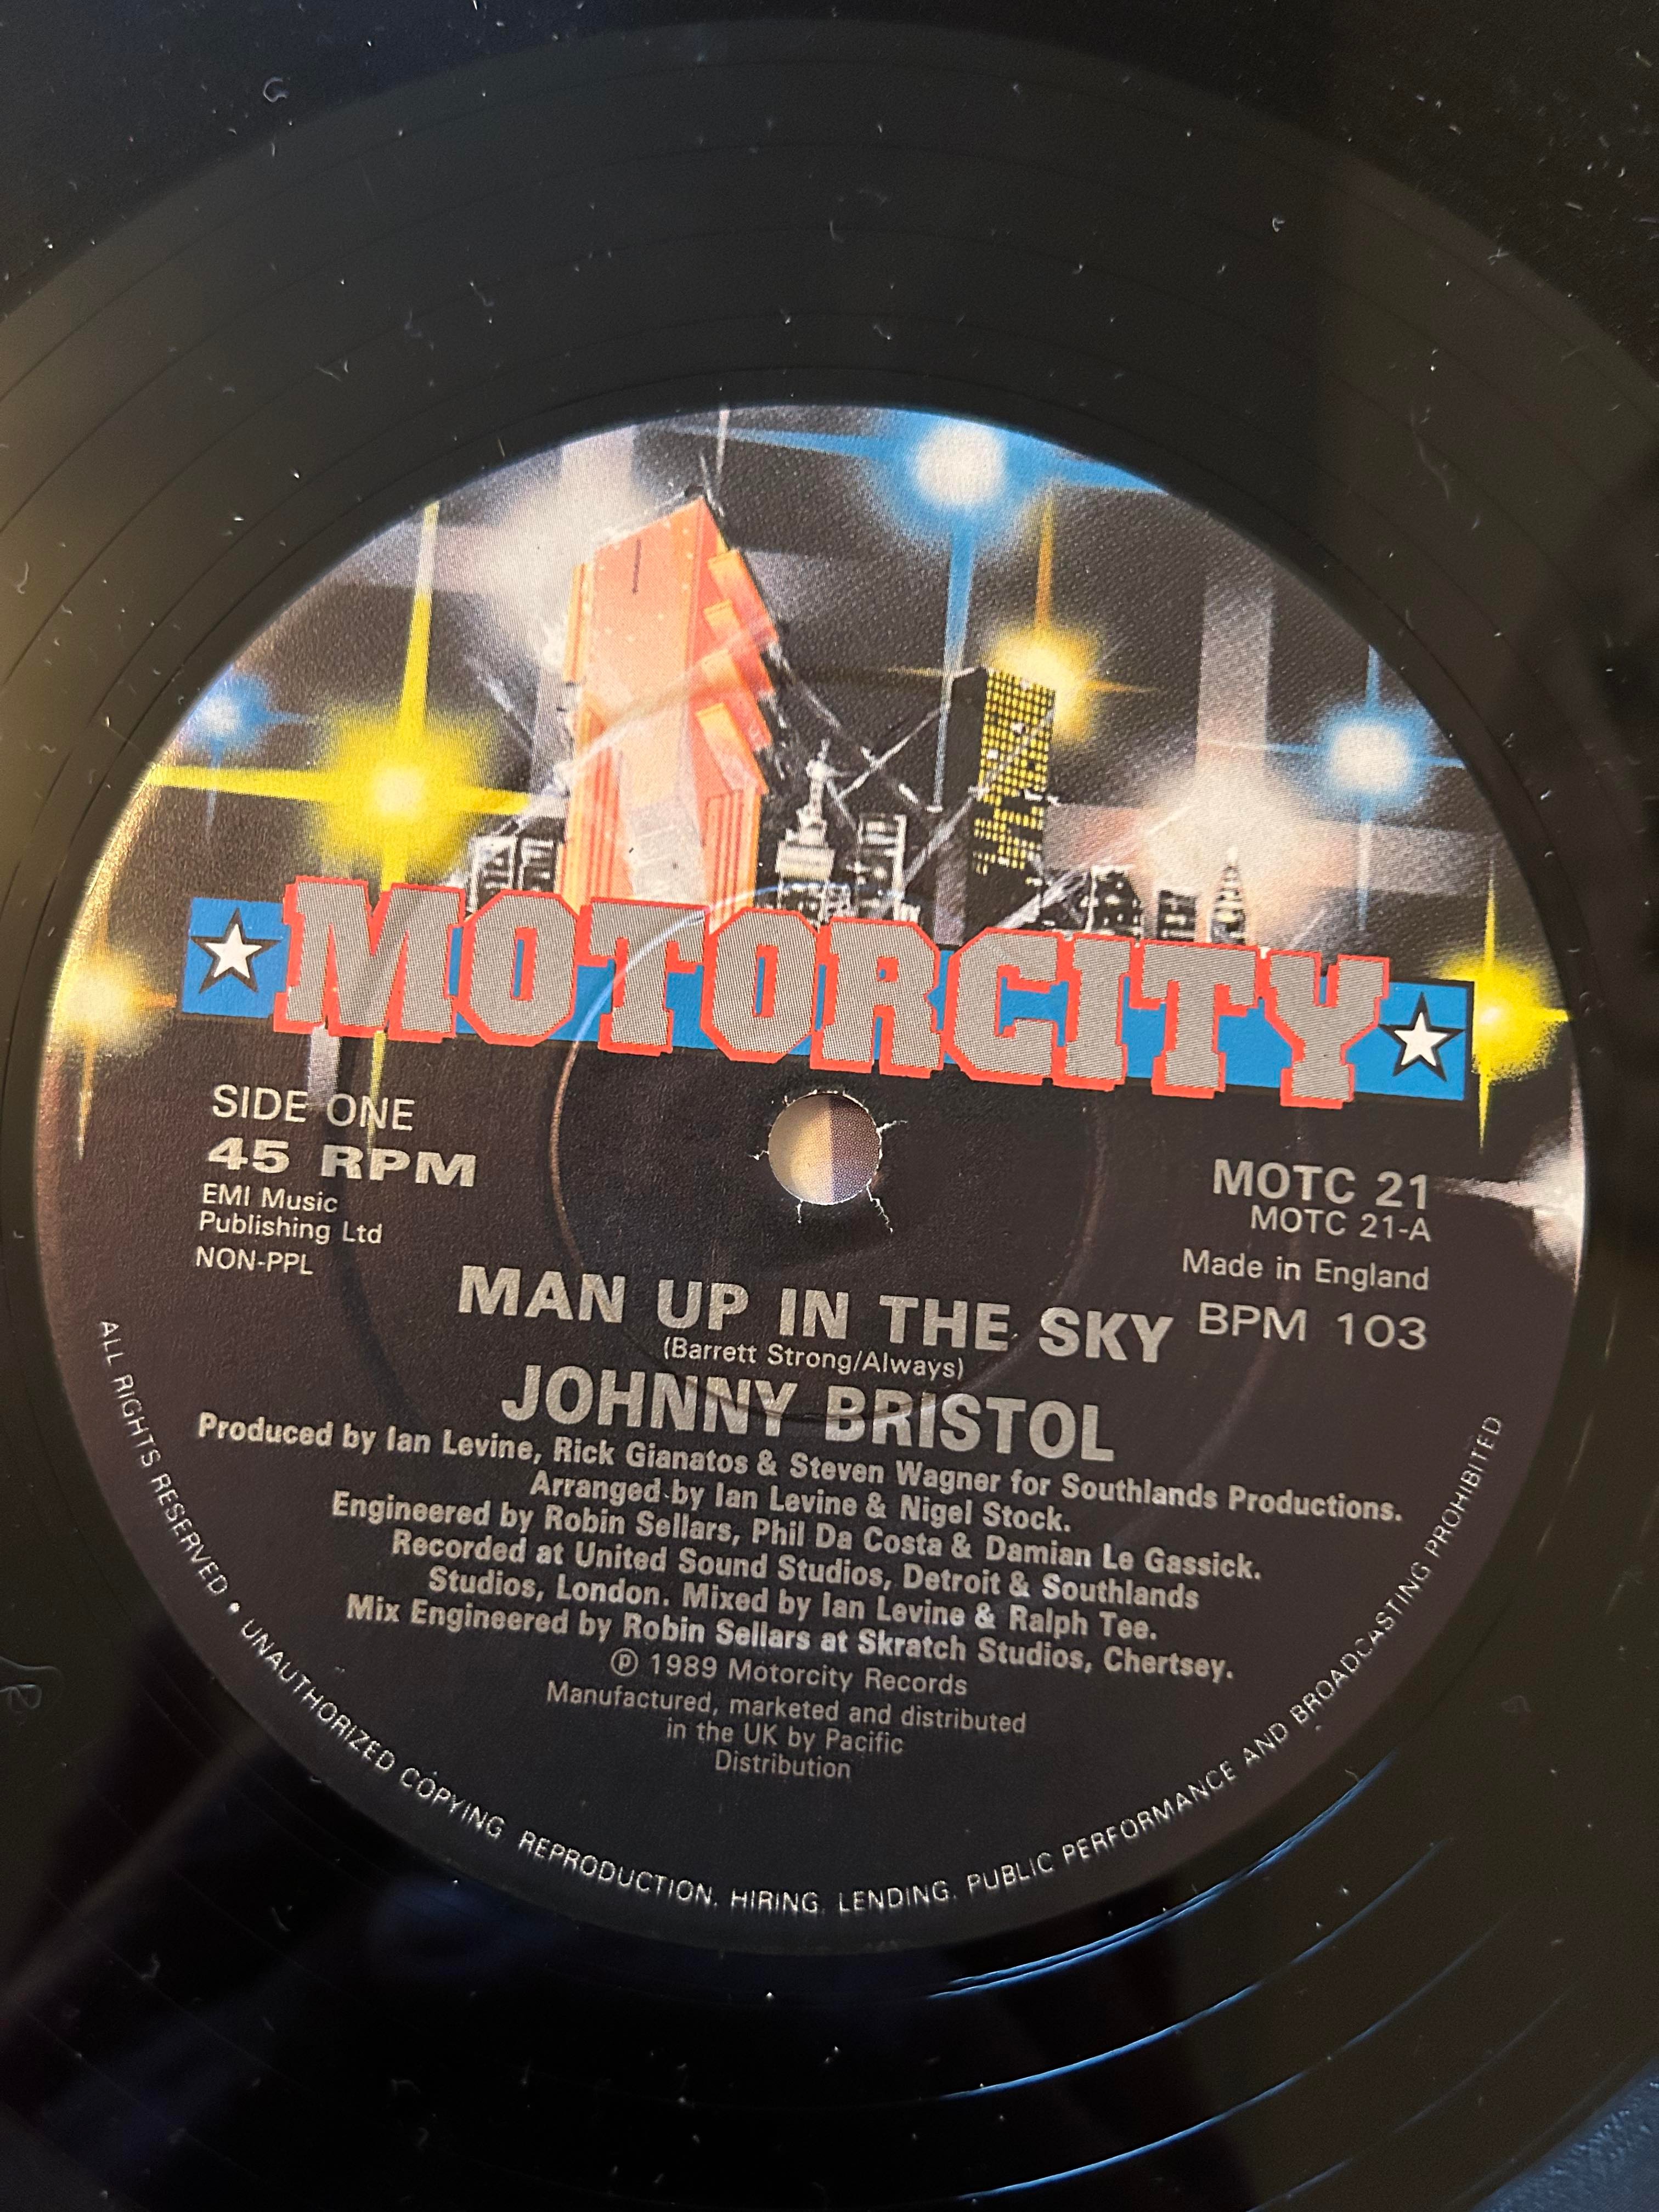 MOTORCITY
SIDE ONE
45 RPM
EMI Music
Publishing Ltd
NON-PPL
MOTC 21
MOTC 21-A
Made in England
BPM 103
MAN UP IN THE SKY
(Barrett Strong/Always)
JOHNNY BRISTOL
Produced by Ian Levine, Rick Gianatos & Steven Wagner for Southlands Productions.
Arranged by Ian Levine & Nigel Stock.
Engineered by Robin Sellars, Phil Da Costa & Damian Le Gassick.
Recorded at United Sound Studios, Detroit & Southlands
Studios, London. Mixed by Ian Levine & Ralph Tee.
Mix Engineered by Robin Sellars at Skratch Studios, Chertsey.
℗ 1989 Motorcity Records
Manufactured, marketed and distributed
in the UK by Pacific
Distribution
ALL RIGHTS RESERVED • UNAUTHORIZED COPYING REPRODUCTION. HIRING. LENDING. PUBLIC PERFORMANCE AND BROADCASTING PROHIBITED